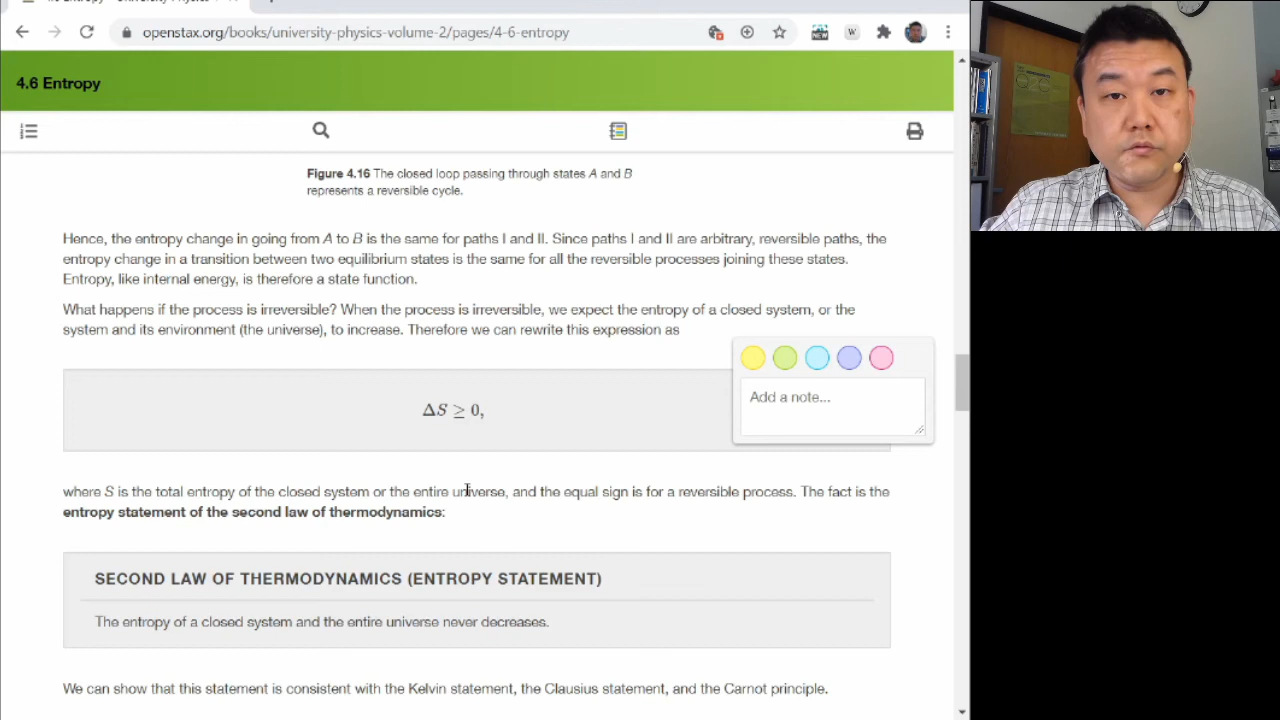 openstax.org/books/university-physics-volume-2/pages/4-6-entropy
NEW
W
4.6 Entropy
Figure 4.16 The closed loop passing through states A and B
represents a reversible cycle.
Hence, the entropy change in going from A to B is the same for paths I and II. Since paths I and II are arbitrary, reversible paths, the
entropy change in a transition between two equilibrium states is the same for all the reversible processes joining these states.
Entropy, like internal energy, is therefore a state function.
What happens if the process is irreversible? When the process is irreversible, we expect the entropy of a closed system, or the
system and its environment (the universe), to increase. Therefore we can rewrite this expression as
Add a note...
ΔS ≥ 0,
where S is the total entropy of the closed system or the entire universe, and the equal sign is for a reversible process. The fact is the
entropy statement of the second law of thermodynamics:
SECOND LAW OF THERMODYNAMICS (ENTROPY STATEMENT)
The entropy of a closed system and the entire universe never decreases.
We can show that this statement is consistent with the Kelvin statement, the Clausius statement, and the Carnot principle.